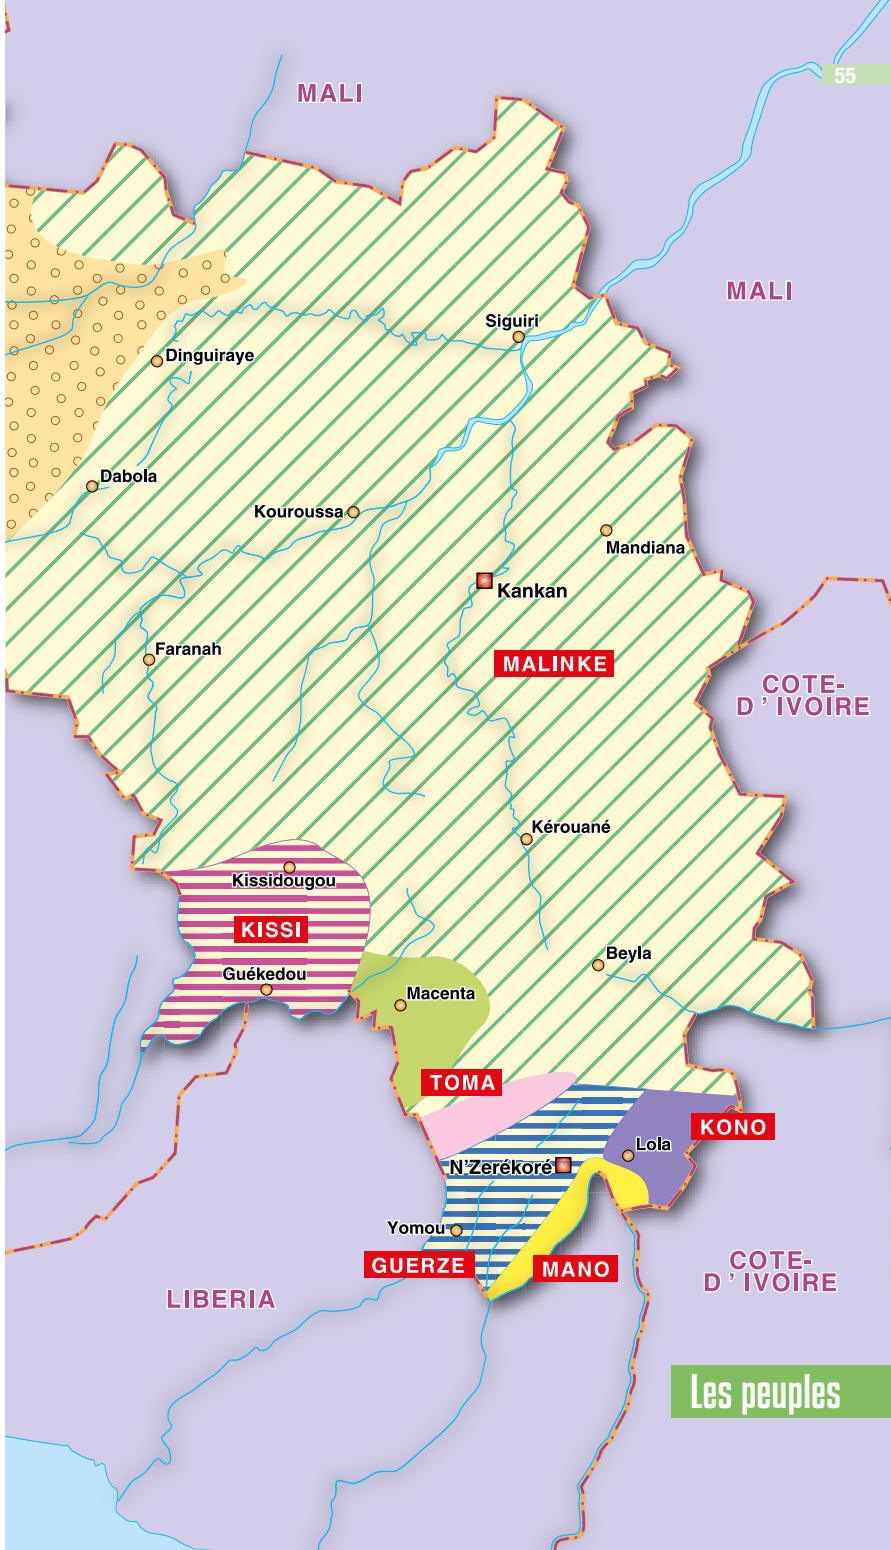 MALI
55
MALI
Siguiri
Dinguiraye
Dabola
Kouroussa
Mandiana
Kankan
Faranah
MALINKE
COTE-
D ' IVOIRE
Kérouané
Kissidougou
KISSI
Beyla
Guékedou
Macenta
TOMA
KONO
Lola
N'Zerékoré
Yomou
GUERZE
MANO
COTE-
D ' IVOIRE
LIBERIA
Les peuples